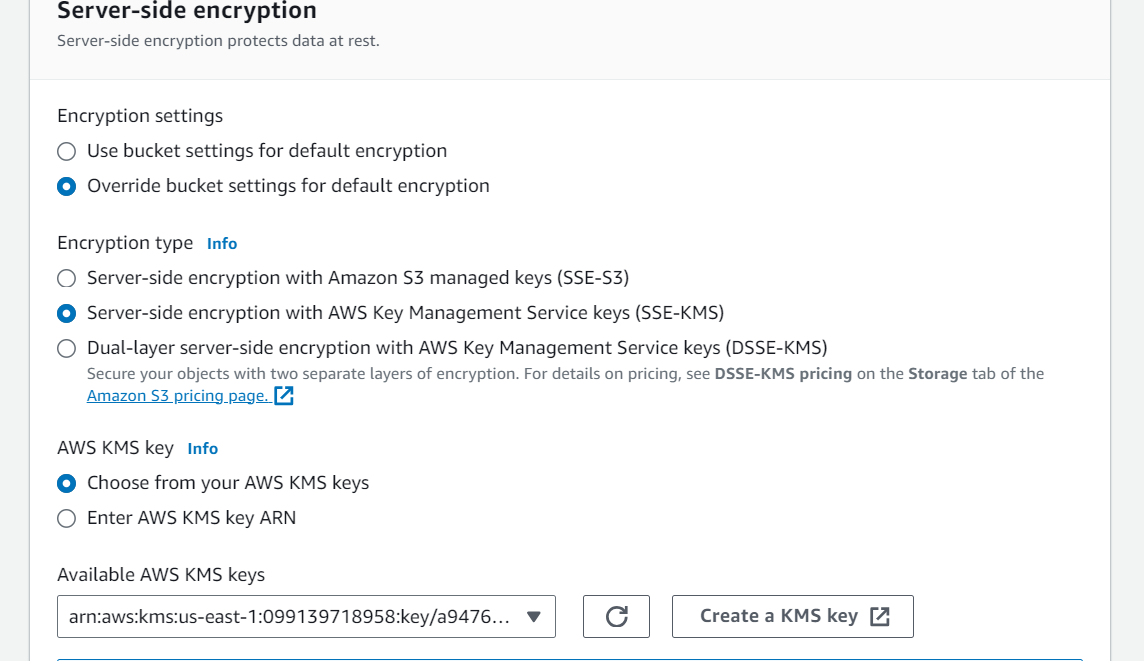 Server-side encryption
Server-side encryption protects data at rest.
Encryption settings
Use bucket settings for default encryption
Override bucket settings for default encryption
Encryption type Info
Server-side encryption with Amazon S3 managed keys (SSE-S3)
Server-side encryption with AWS Key Management Service keys (SSE-KMS)
Dual-layer server-side encryption with AWS Key Management Service keys (DSSE-KMS)
Secure your objects with two separate layers of encryption. For details on pricing, see DSSE-KMS pricing on the Storage tab of the
Amazon S3 pricing page.
AWS KMS key Info
Choose from your AWS KMS keys
Enter AWS KMS key ARN
Available AWS KMS keys
arn:aws:kms:us-east-1:099139718958:key/a9476... Create a KMS key